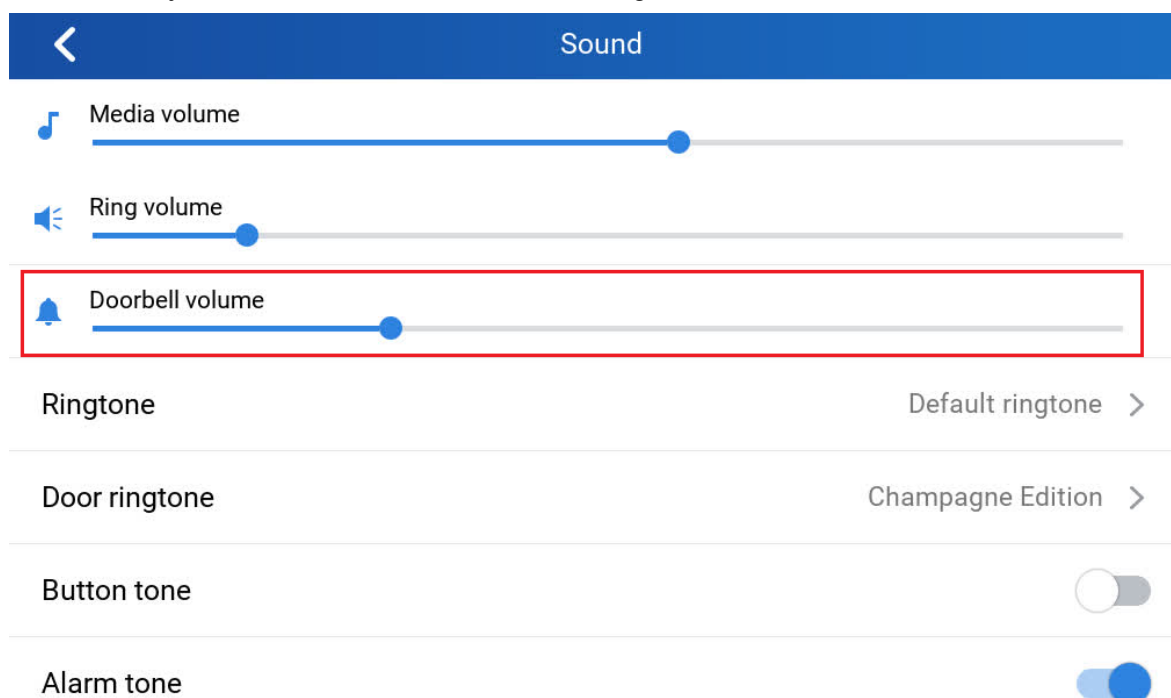 Sound
Media volume
Ring volume
Doorbell volume
Ringtone Default ringtone
Door ringtone Champagne Edition
Button tone
Alarm tone